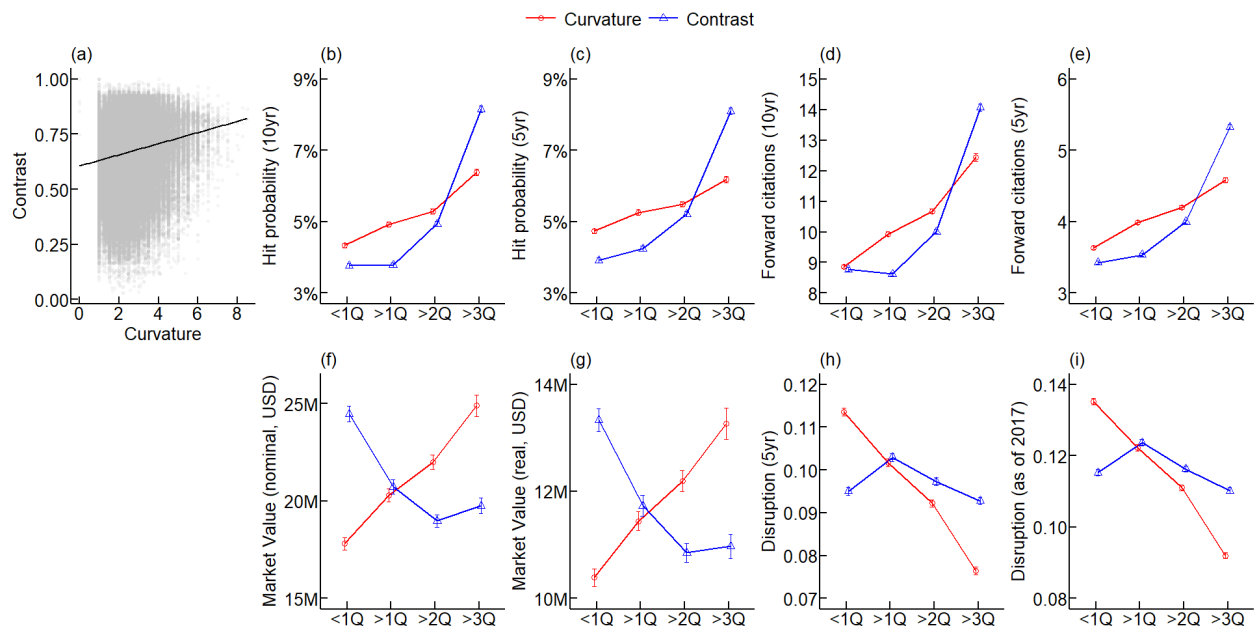 Curvature Contrast
(a)
Contrast
1.00
0.75
0.50
0.25
0.00
0 2 4 6 8
Curvature
(b)
Hit probability (10yr)
9%
7%
5%
3%
<1Q >1Q >2Q >3Q
(c)
Hit probability (5yr)
9%
7%
5%
3%
<1Q >1Q >2Q >3Q
(d)
Forward citations (10yr)
15
14
13
12
11
10
9
8
<1Q >1Q >2Q >3Q
(e)
Forward citations (5yr)
6
5
4
3
<1Q >1Q >2Q >3Q
(f)
Market Value (nominal, USD)
25M
20M
15M
<1Q >1Q >2Q >3Q
(g)
Market Value (real, USD)
14M
12M
10M
<1Q >1Q >2Q >3Q
(h)
Disruption (5yr)
0.12
0.11
0.10
0.09
0.08
0.07
<1Q >1Q >2Q >3Q
(i)
Disruption (as of 2017)
0.14
0.12
0.10
0.08
<1Q >1Q >2Q >3Q